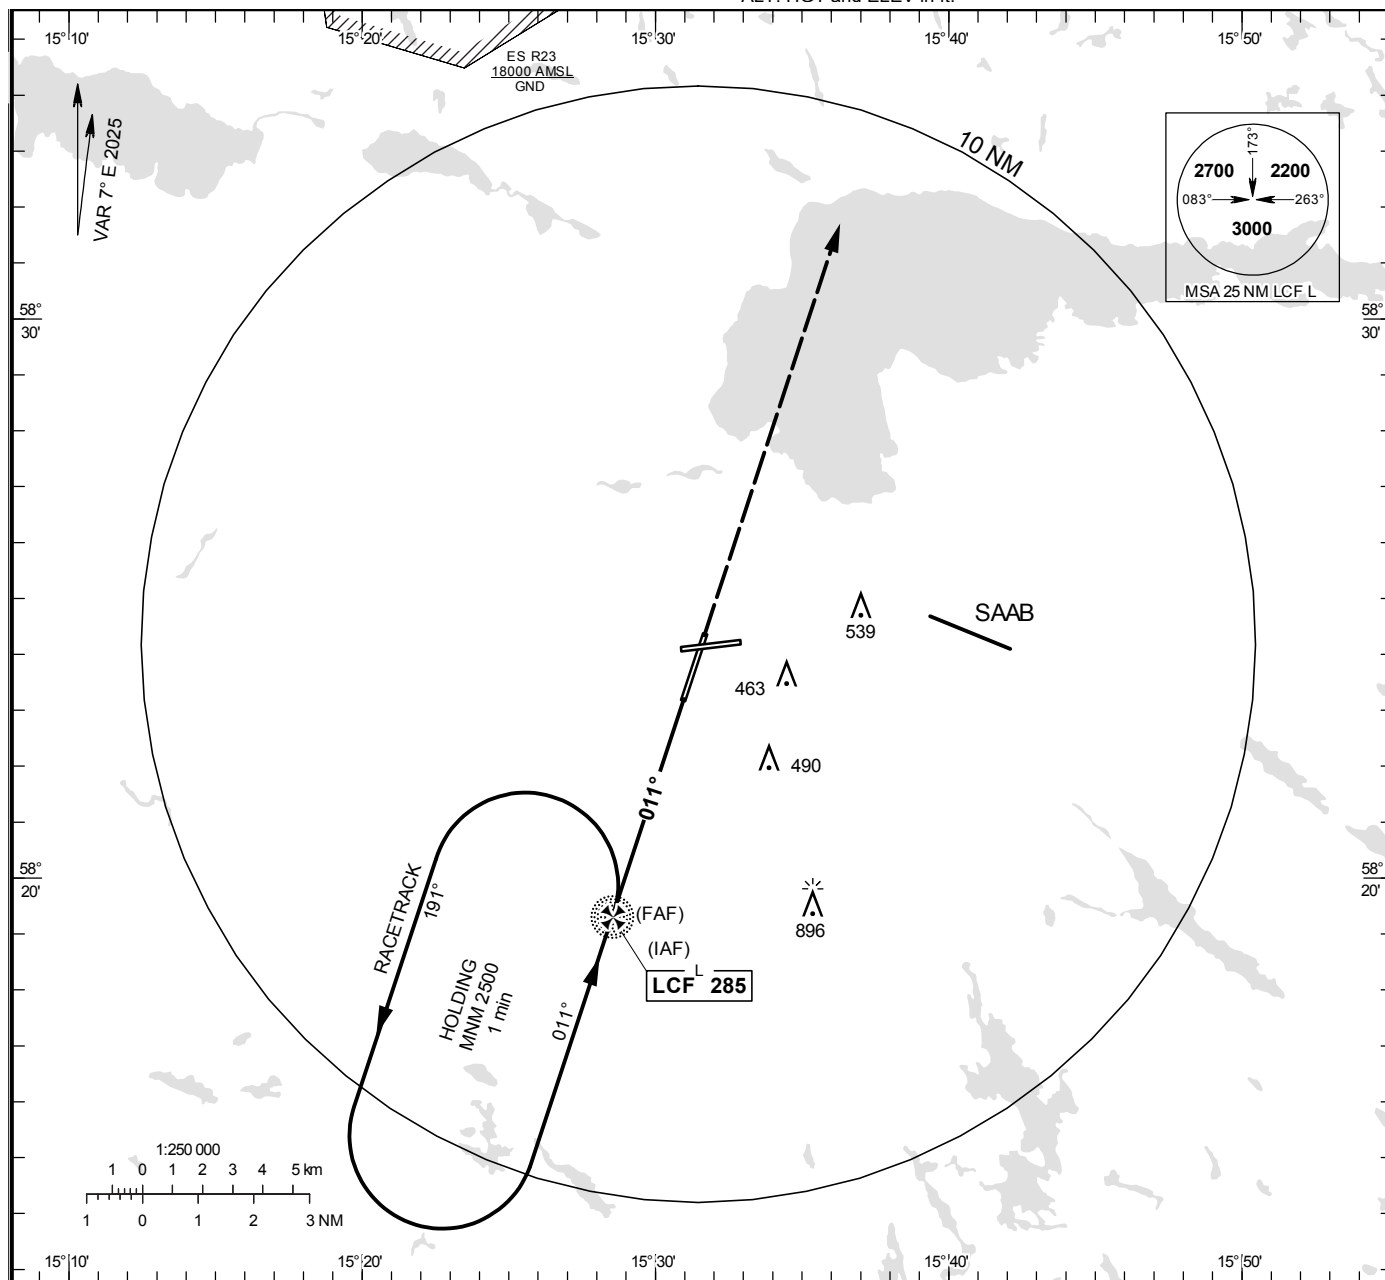 15°10' 15°20' 15°30' 15°40' 15°50'
ES R23
18000 AMSL
GND
VAR 7° E 2025
10 NM
173°
2700 2200
083° 263°
3000
MSA 25 NM LCF L
58°
30'
58°
30'
SAAB
539
463
490
011°
58°
20'
58°
20'
RACETRACK
191°
(FAF)
896
(IAF)
L
LCF 285
HOLDING
MNM 2500
1 min
011°
1:250 000
1 0 1 2 3 4 5 km
1 0 1 2 3 NM
15°10' 15°20' 15°30' 15°40' 15°50'